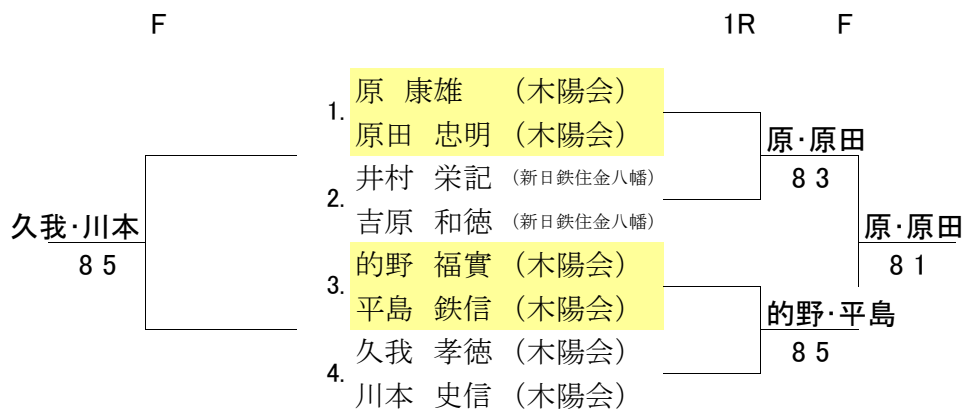 F 1R F
1. 原 康雄 (木陽会)
原田 忠明 (木陽会)
原・原田
8 3
2. 井村 栄記 (新日鉄住金八幡)
吉原 和徳 (新日鉄住金八幡)
久我・川本
8 5
原・原田
8 1
3. 的野 福實 (木陽会)
平島 鉄信 (木陽会)
的野・平島
8 5
4. 久我 孝徳 (木陽会)
川本 史信 (木陽会)